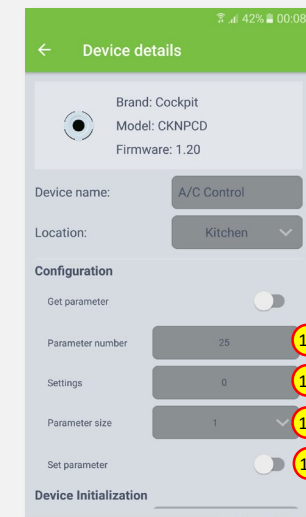 42% 00:08
Device details
Brand: Cockpit
Model: CKNPCD
Firmware: 1.20
Device name: A/C Control
Location: Kitchen
Configuration
Get parameter
Parameter number 25
Settings 0
Parameter size 1
Set parameter
Device Initialization